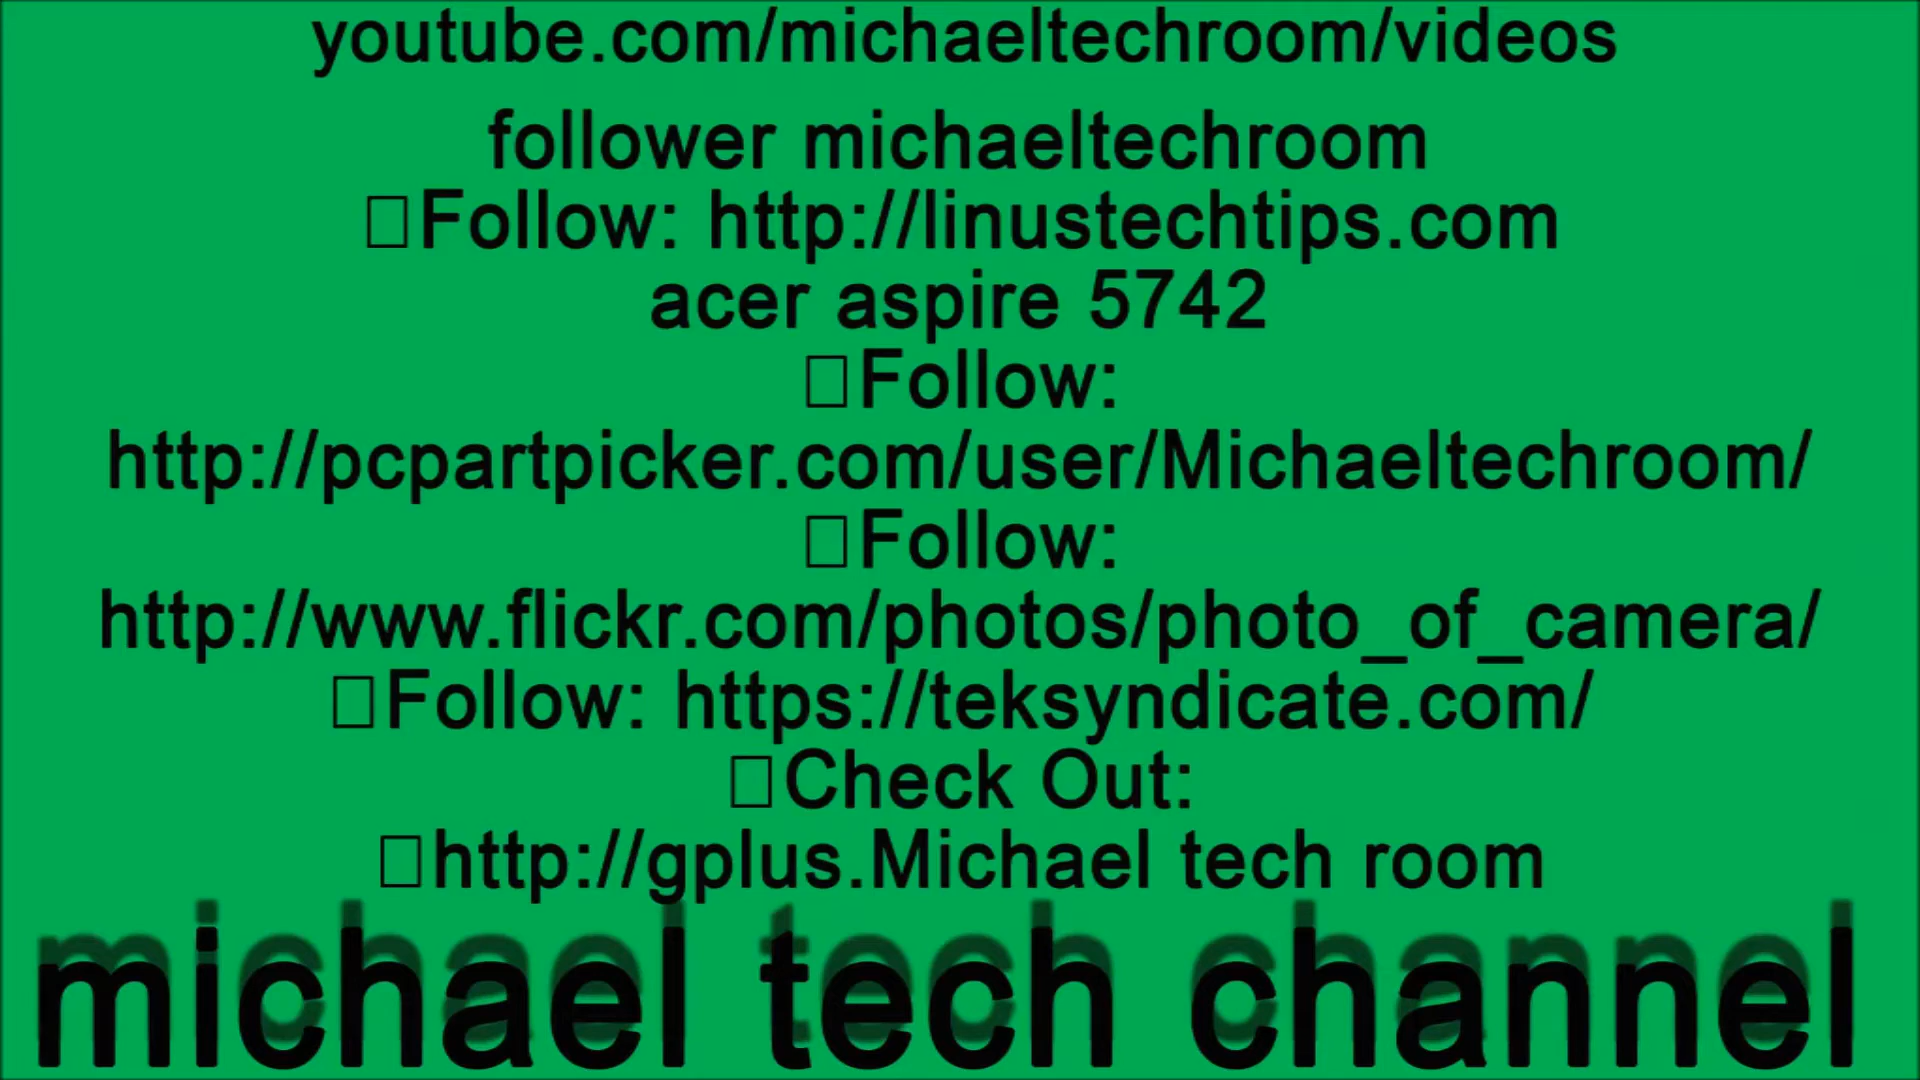 youtube.com/michaeltechroom/videos
follower michaeltechroom
▯Follow: http://linustechtips.com
acer aspire 5742
▯Follow:
http://pcpartpicker.com/user/Michaeltechroom/
▯Follow:
http://www.flickr.com/photos/photo_of_camera/
▯Follow: https://teksyndicate.com/
▯Check Out:
▯http://gplus.Michael tech room
michael tech channel